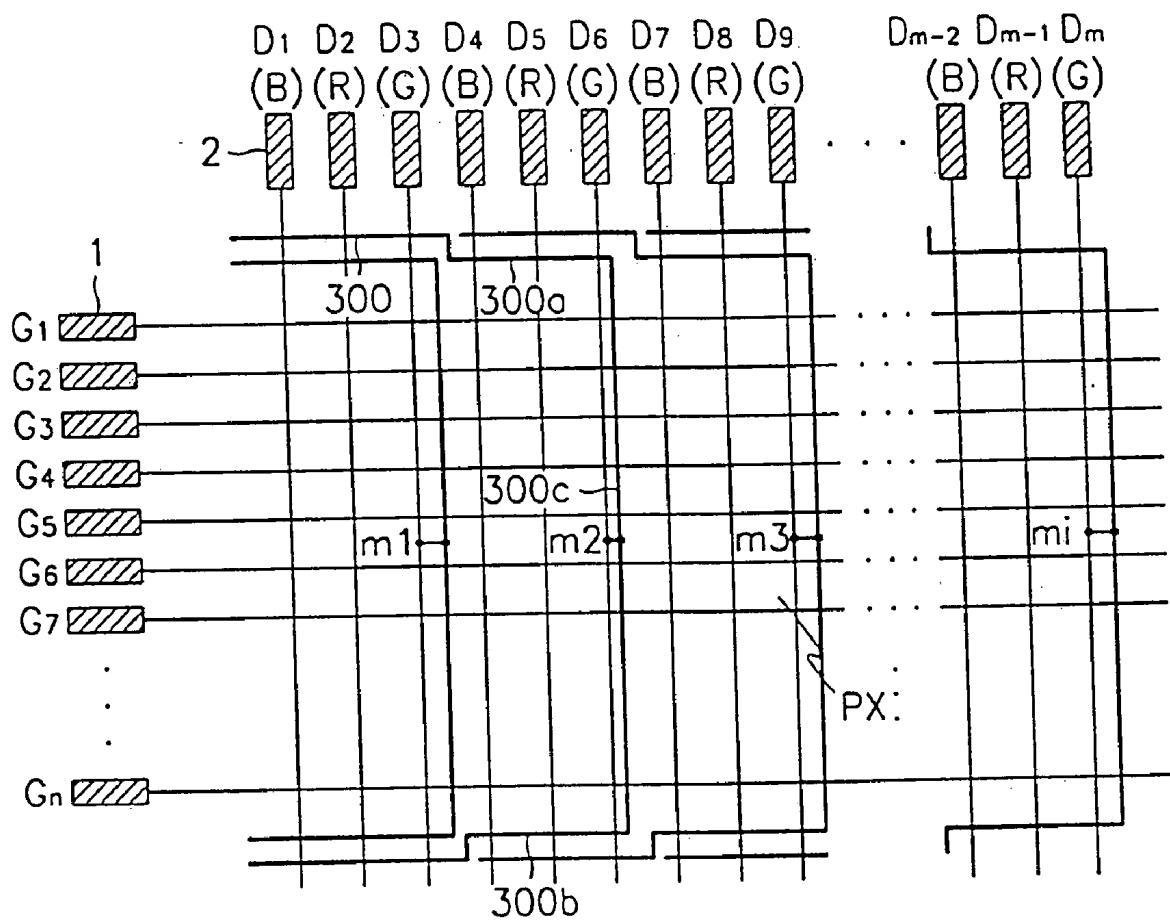 D1 D2 D3 D4 D5 D6 D7 D8 D9 Dm-2 Dm-1 Dm
(B) (R) (G) (B) (R) (G) (B) (R) (G) (B) (R) (G)
2
1
300
300a
G1
G2
G3
G4
300c
G5
m1
m2
m3
mi
G6
G7
PX
Gn
300b